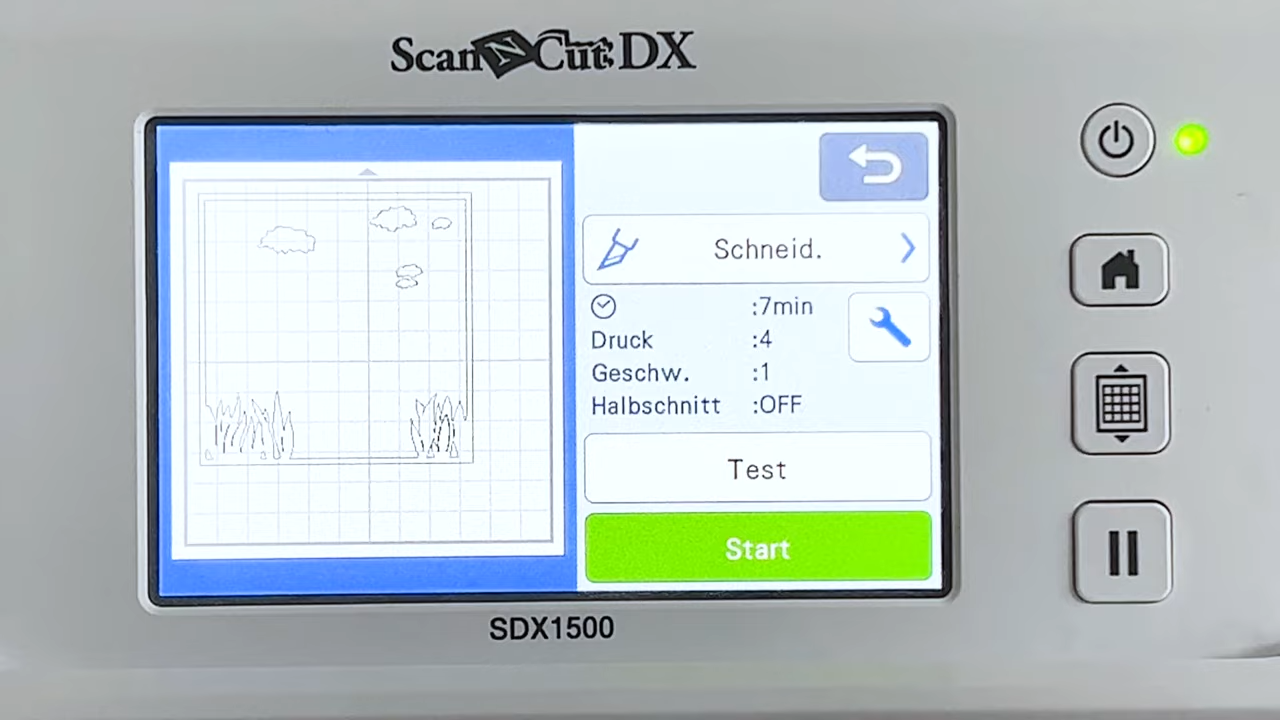 ScanNCut DX
Schneid.
:7min
Druck :4
Geschw. :1
Halbschnitt :OFF
Test
Start
SDX1500